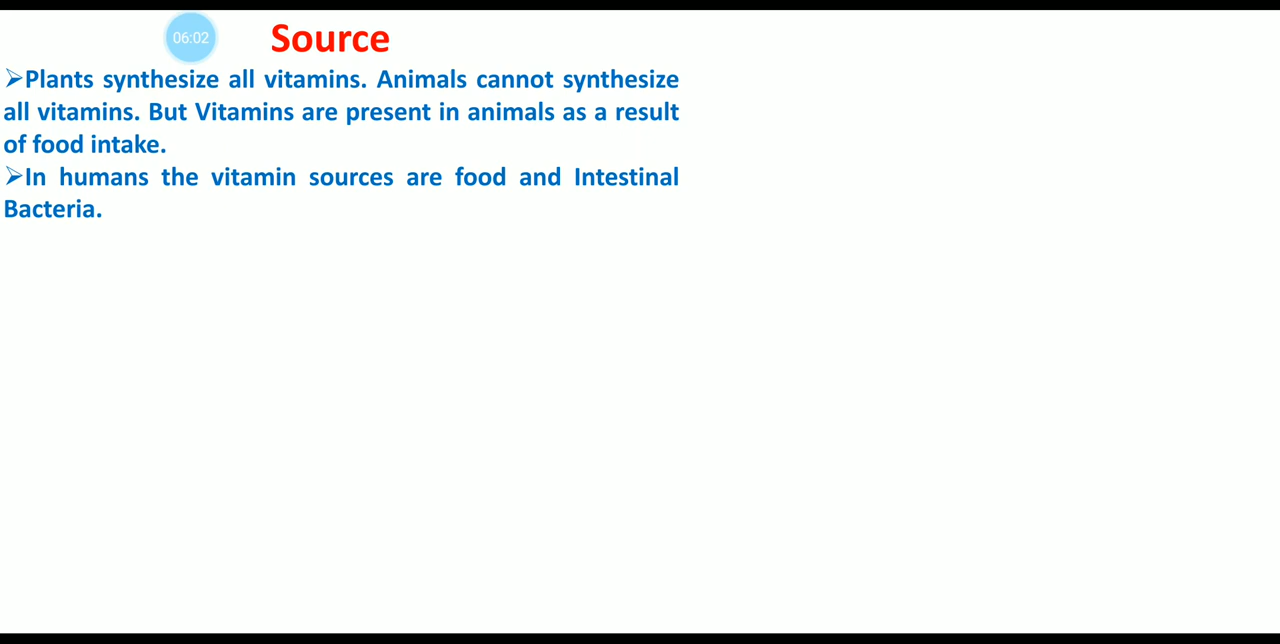 06:02
Source
➢Plants synthesize all vitamins. Animals cannot synthesize
all vitamins. But Vitamins are present in animals as a result
of food intake.
➢In humans the vitamin sources are food and Intestinal
Bacteria.